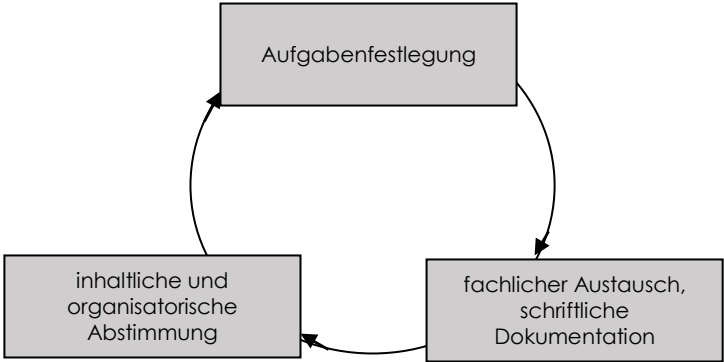 Aufgabenfestlegung
inhaltliche und
organisatorische
Abstimmung
fachlicher Austausch,
schriftliche
Dokumentation